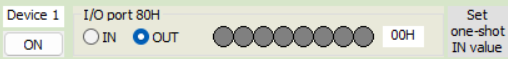 Device 1
ON
I/O port 80H
IN
OUT
00H
Set
one-shot
IN value